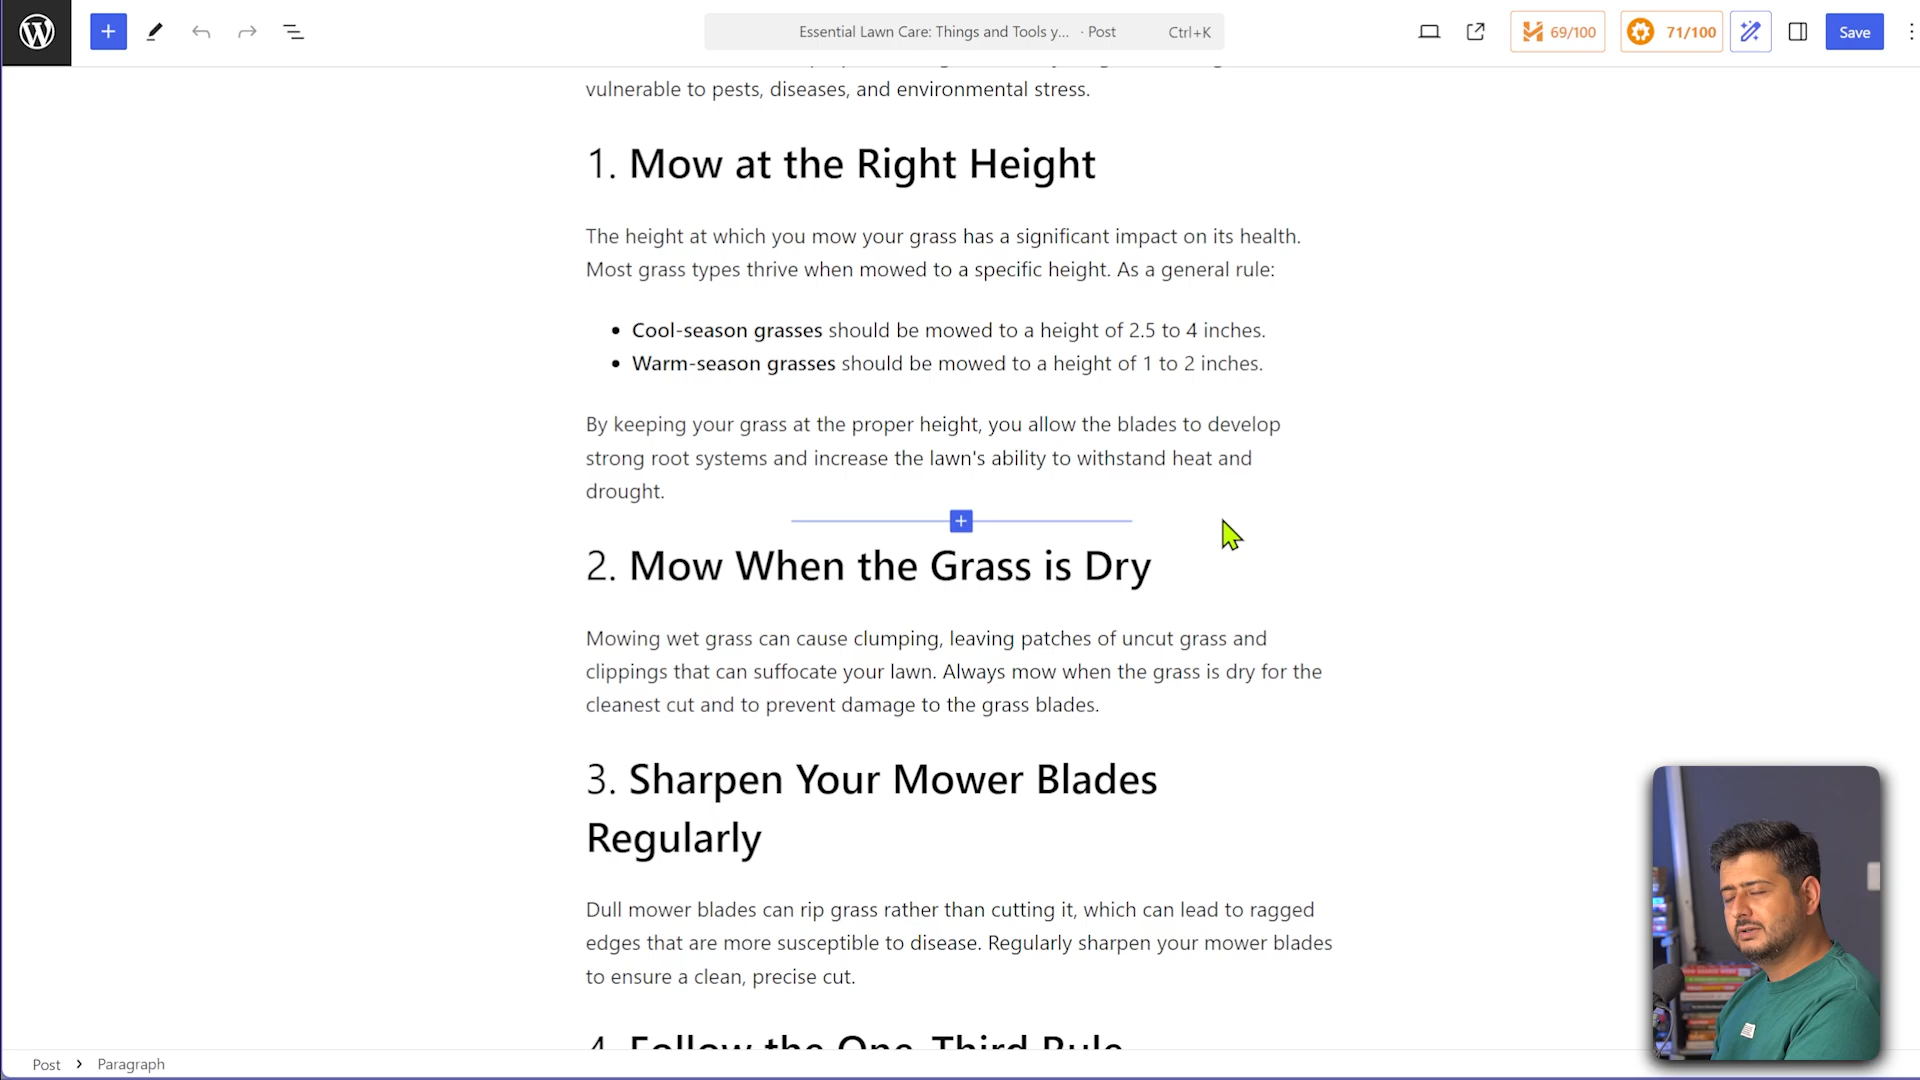 Essential Lawn Care: Things and Tools y... · Post Ctrl+K
69/100
71/100
Save
vulnerable to pests, diseases, and environmental stress.
1. Mow at the Right Height
The height at which you mow your grass has a significant impact on its health.
Most grass types thrive when mowed to a specific height. As a general rule:
• Cool-season grasses should be mowed to a height of 2.5 to 4 inches.
• Warm-season grasses should be mowed to a height of 1 to 2 inches.
By keeping your grass at the proper height, you allow the blades to develop
strong root systems and increase the lawn's ability to withstand heat and
drought.
2. Mow When the Grass is Dry
Mowing wet grass can cause clumping, leaving patches of uncut grass and
clippings that can suffocate your lawn. Always mow when the grass is dry for the
cleanest cut and to prevent damage to the grass blades.
3. Sharpen Your Mower Blades
Regularly
Dull mower blades can rip grass rather than cutting it, which can lead to ragged
edges that are more susceptible to disease. Regularly sharpen your mower blades
to ensure a clean, precise cut.
4. Follow the One-Third Rule
Post > Paragraph